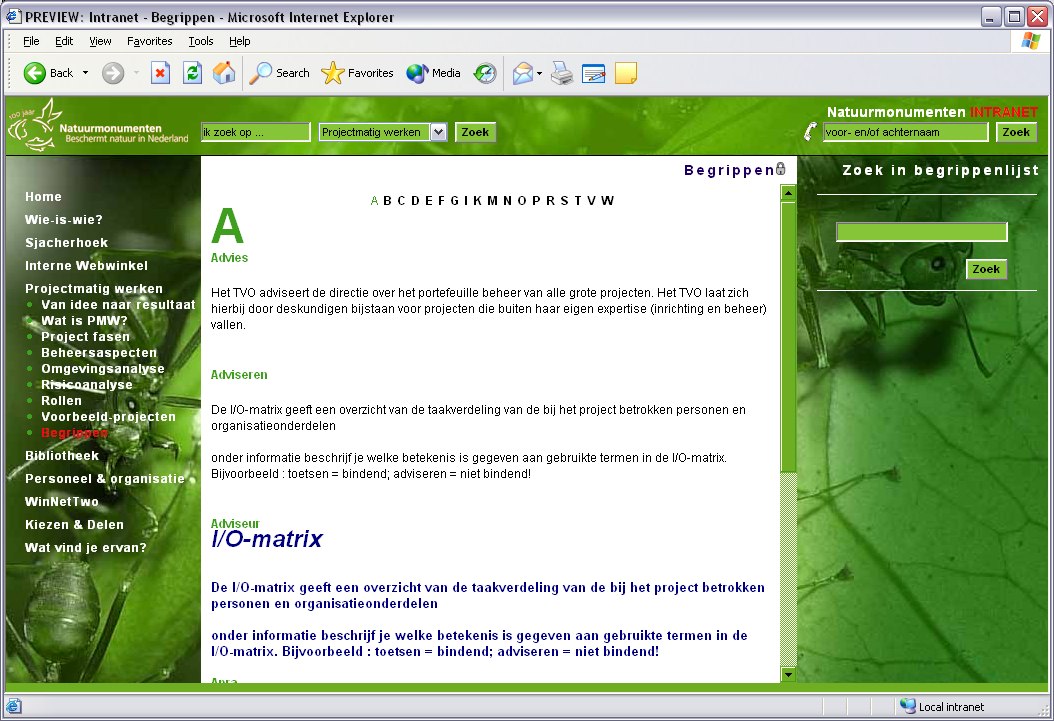 PREVIEW: Intranet - Begrippen - Microsoft Internet Explorer
File Edit View Favorites Tools Help
Back Search Favorites Media
100 jaar
Natuurmonumenten
Beschermt natuur in Nederland
ik zoek op ... Projectmatig werken Zoek
Natuurmonumenten INTRANET
voor- en/of achternaam Zoek
Home
Wie-is-wie?
Sjacherhoek
Interne Webwinkel
Projectmatig werken
Van idee naar resultaat
Wat is PMW?
Project fasen
Beheersaspecten
Omgevingsanalyse
Risicoanalyse
Rollen
Voorbeeld-projecten
Begrippen
Bibliotheek
Personeel & organisatie
WinNetTwo
Kiezen & Delen
Wat vind je ervan?
Begrippen
A B C D E F G I K M N O P R S T V W
A
Advies
Het TVO adviseert de directie over het portefeuille beheer van alle grote projecten. Het TVO laat zich
hierbij door deskundigen bijstaan voor projecten die buiten haar eigen expertise (inrichting en beheer)
vallen.
Adviseren
De I/O-matrix geeft een overzicht van de taakverdeling van de bij het project betrokken personen en
organisatieonderdelen
onder informatie beschrijf je welke betekenis is gegeven aan gebruikte termen in de I/O-matrix.
Bijvoorbeeld : toetsen = bindend; adviseren = niet bindend!
Adviseur
I/O-matrix
De I/O-matrix geeft een overzicht van de taakverdeling van de bij het project betrokken
personen en organisatieonderdelen
onder informatie beschrijf je welke betekenis is gegeven aan gebruikte termen in de
I/O-matrix. Bijvoorbeeld : toetsen = bindend; adviseren = niet bindend!
Zoek in begrippenlijst
Zoek
Local intranet